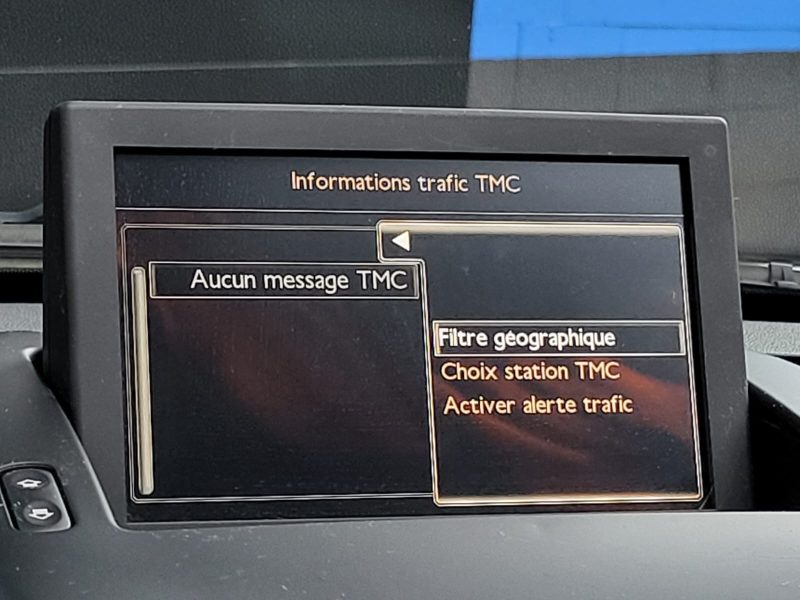 Informations trafic TMC
Aucun message TMC
Filtre géographique
Choix station TMC
Activer alerte trafic